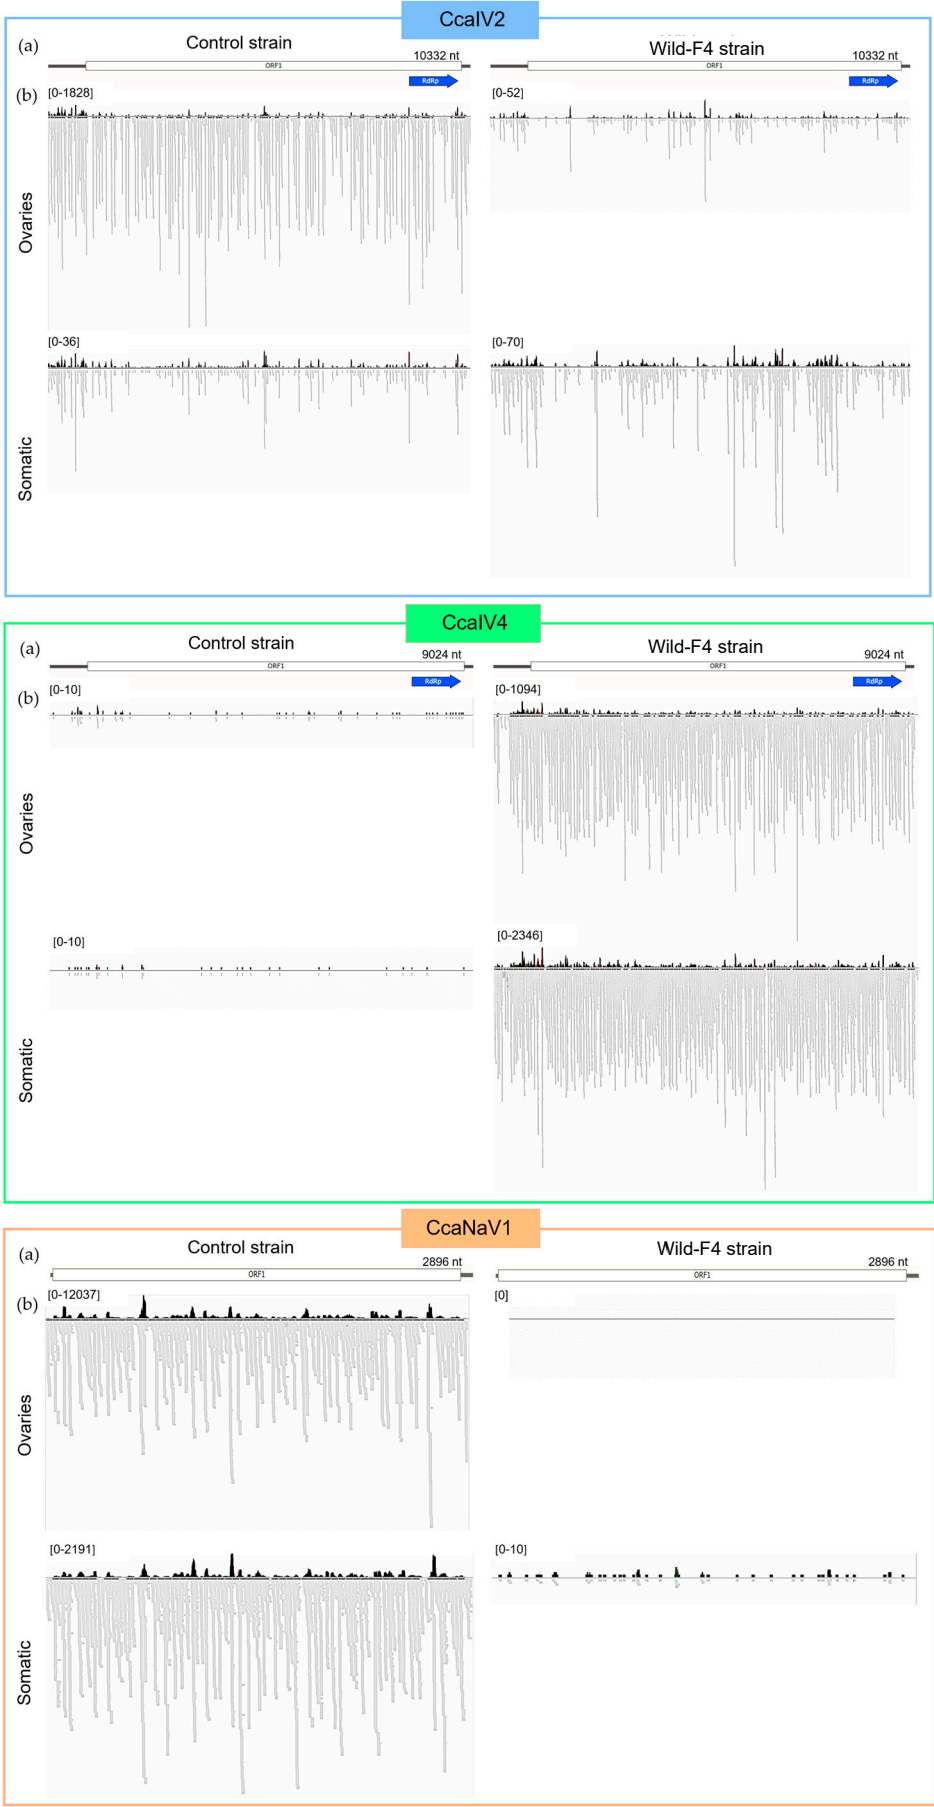 CcaIV2
(a)
Control strain
Wild-F4 strain
10332 nt
10332 nt
ORF1
ORF1
RdRp
RdRp
(b)
[0-1828]
[0-52]
Ovaries
[0-36]
[0-70]
Somatic
CcaIV4
(a)
Control strain
Wild-F4 strain
9024 nt
9024 nt
ORF1
ORF1
RdRp
RdRp
(b)
[0-10]
[0-1094]
Ovaries
[0-10]
[0-2346]
Somatic
CcaNaV1
(a)
Control strain
Wild-F4 strain
2896 nt
2896 nt
ORF1
ORF1
(b)
[0-12037]
[0]
Ovaries
[0-2191]
[0-10]
Somatic